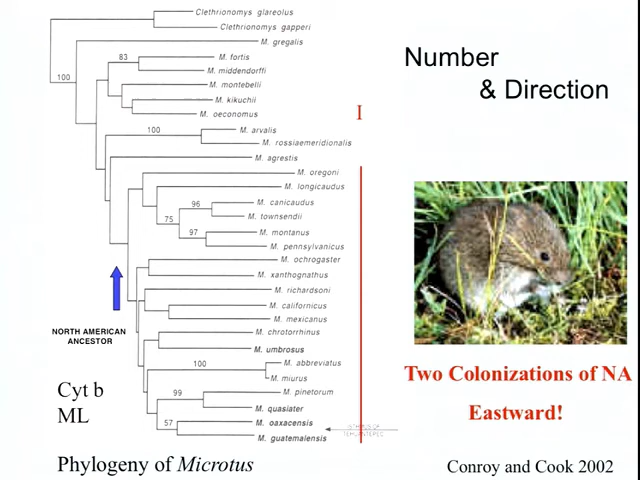 Clethrionomys glareolus
Clethrionomys gapperi
M. gregalis
83
M. fortis
M. middendorffi
100
M. montebelli
M. kikuchii
M. oeconomus
100
M. arvalis
M. rossiaemeridionalis
M. agrestis
M. oregoni
M. longicaudus
96
M. canicaudus
75
M. townsendii
97
M. montanus
M. pennsylvanicus
M. ochrogaster
M. xanthognathus
M. richardsoni
M. californicus
M. mexicanus
M. chrotorrhinus
M. umbrosus
100
M. abbreviatus
M. miurus
99
M. pinetorum
M. quasiater
57
M. oaxacensis
M. guatemalensis
ISTHMUS OF
TEHUANTEPEC
I
NORTH AMERICAN
ANCESTOR
Cyt b
ML
Phylogeny of Microtus
Number
& Direction
Two Colonizations of NA
Eastward!
Conroy and Cook 2002